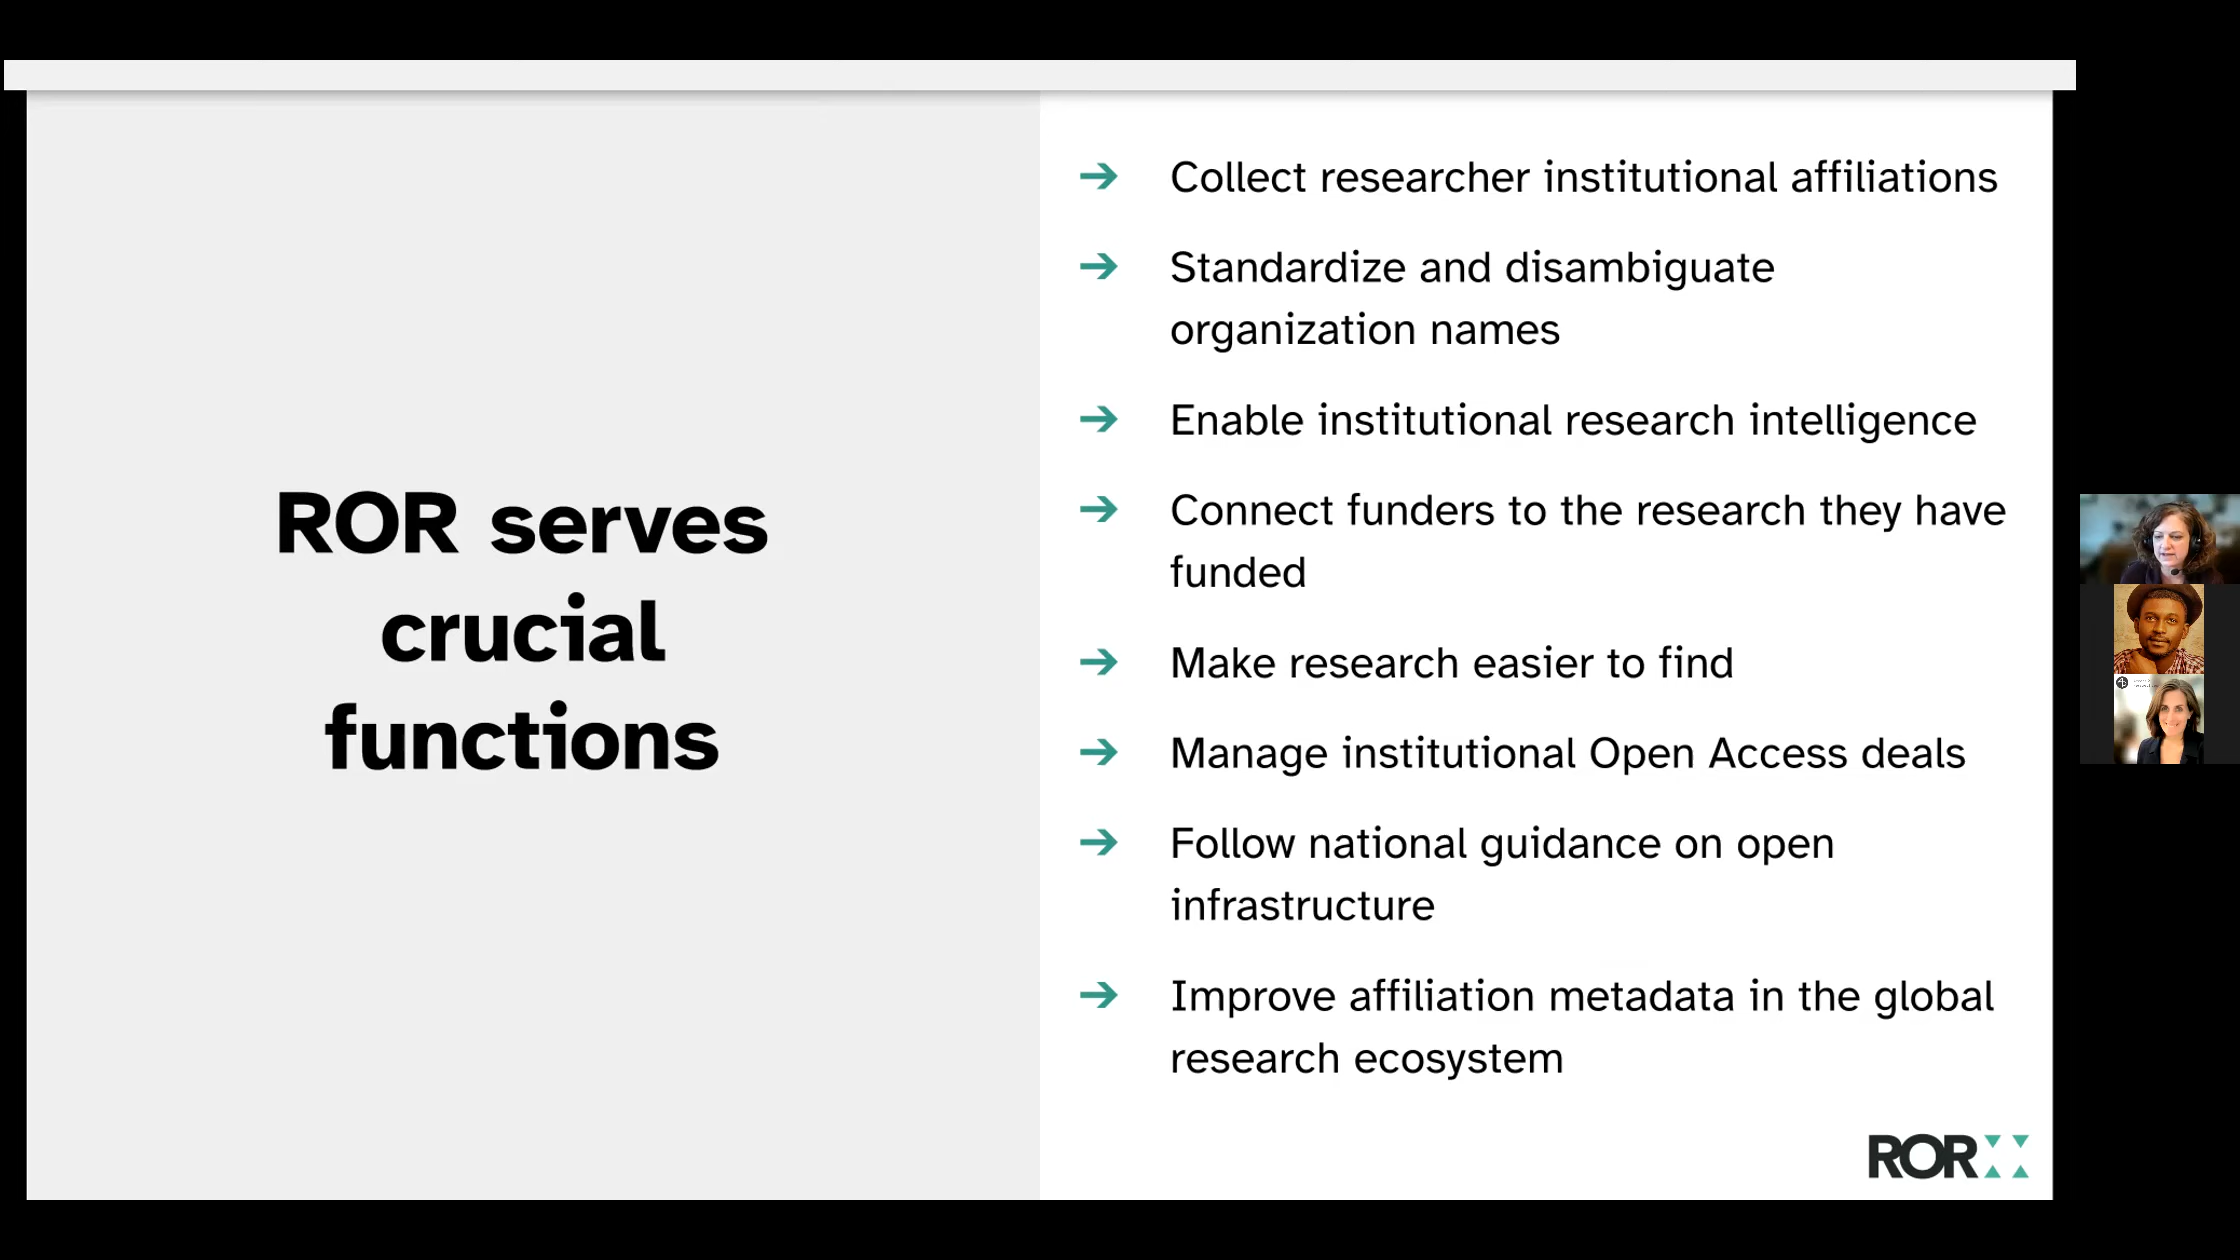 ROR serves
crucial
functions
➔ Collect researcher institutional affiliations
➔ Standardize and disambiguate
organization names
➔ Enable institutional research intelligence
➔ Connect funders to the research they have
funded
➔ Make research easier to find
➔ Manage institutional Open Access deals
➔ Follow national guidance on open
infrastructure
➔ Improve affiliation metadata in the global
research ecosystem
ROR